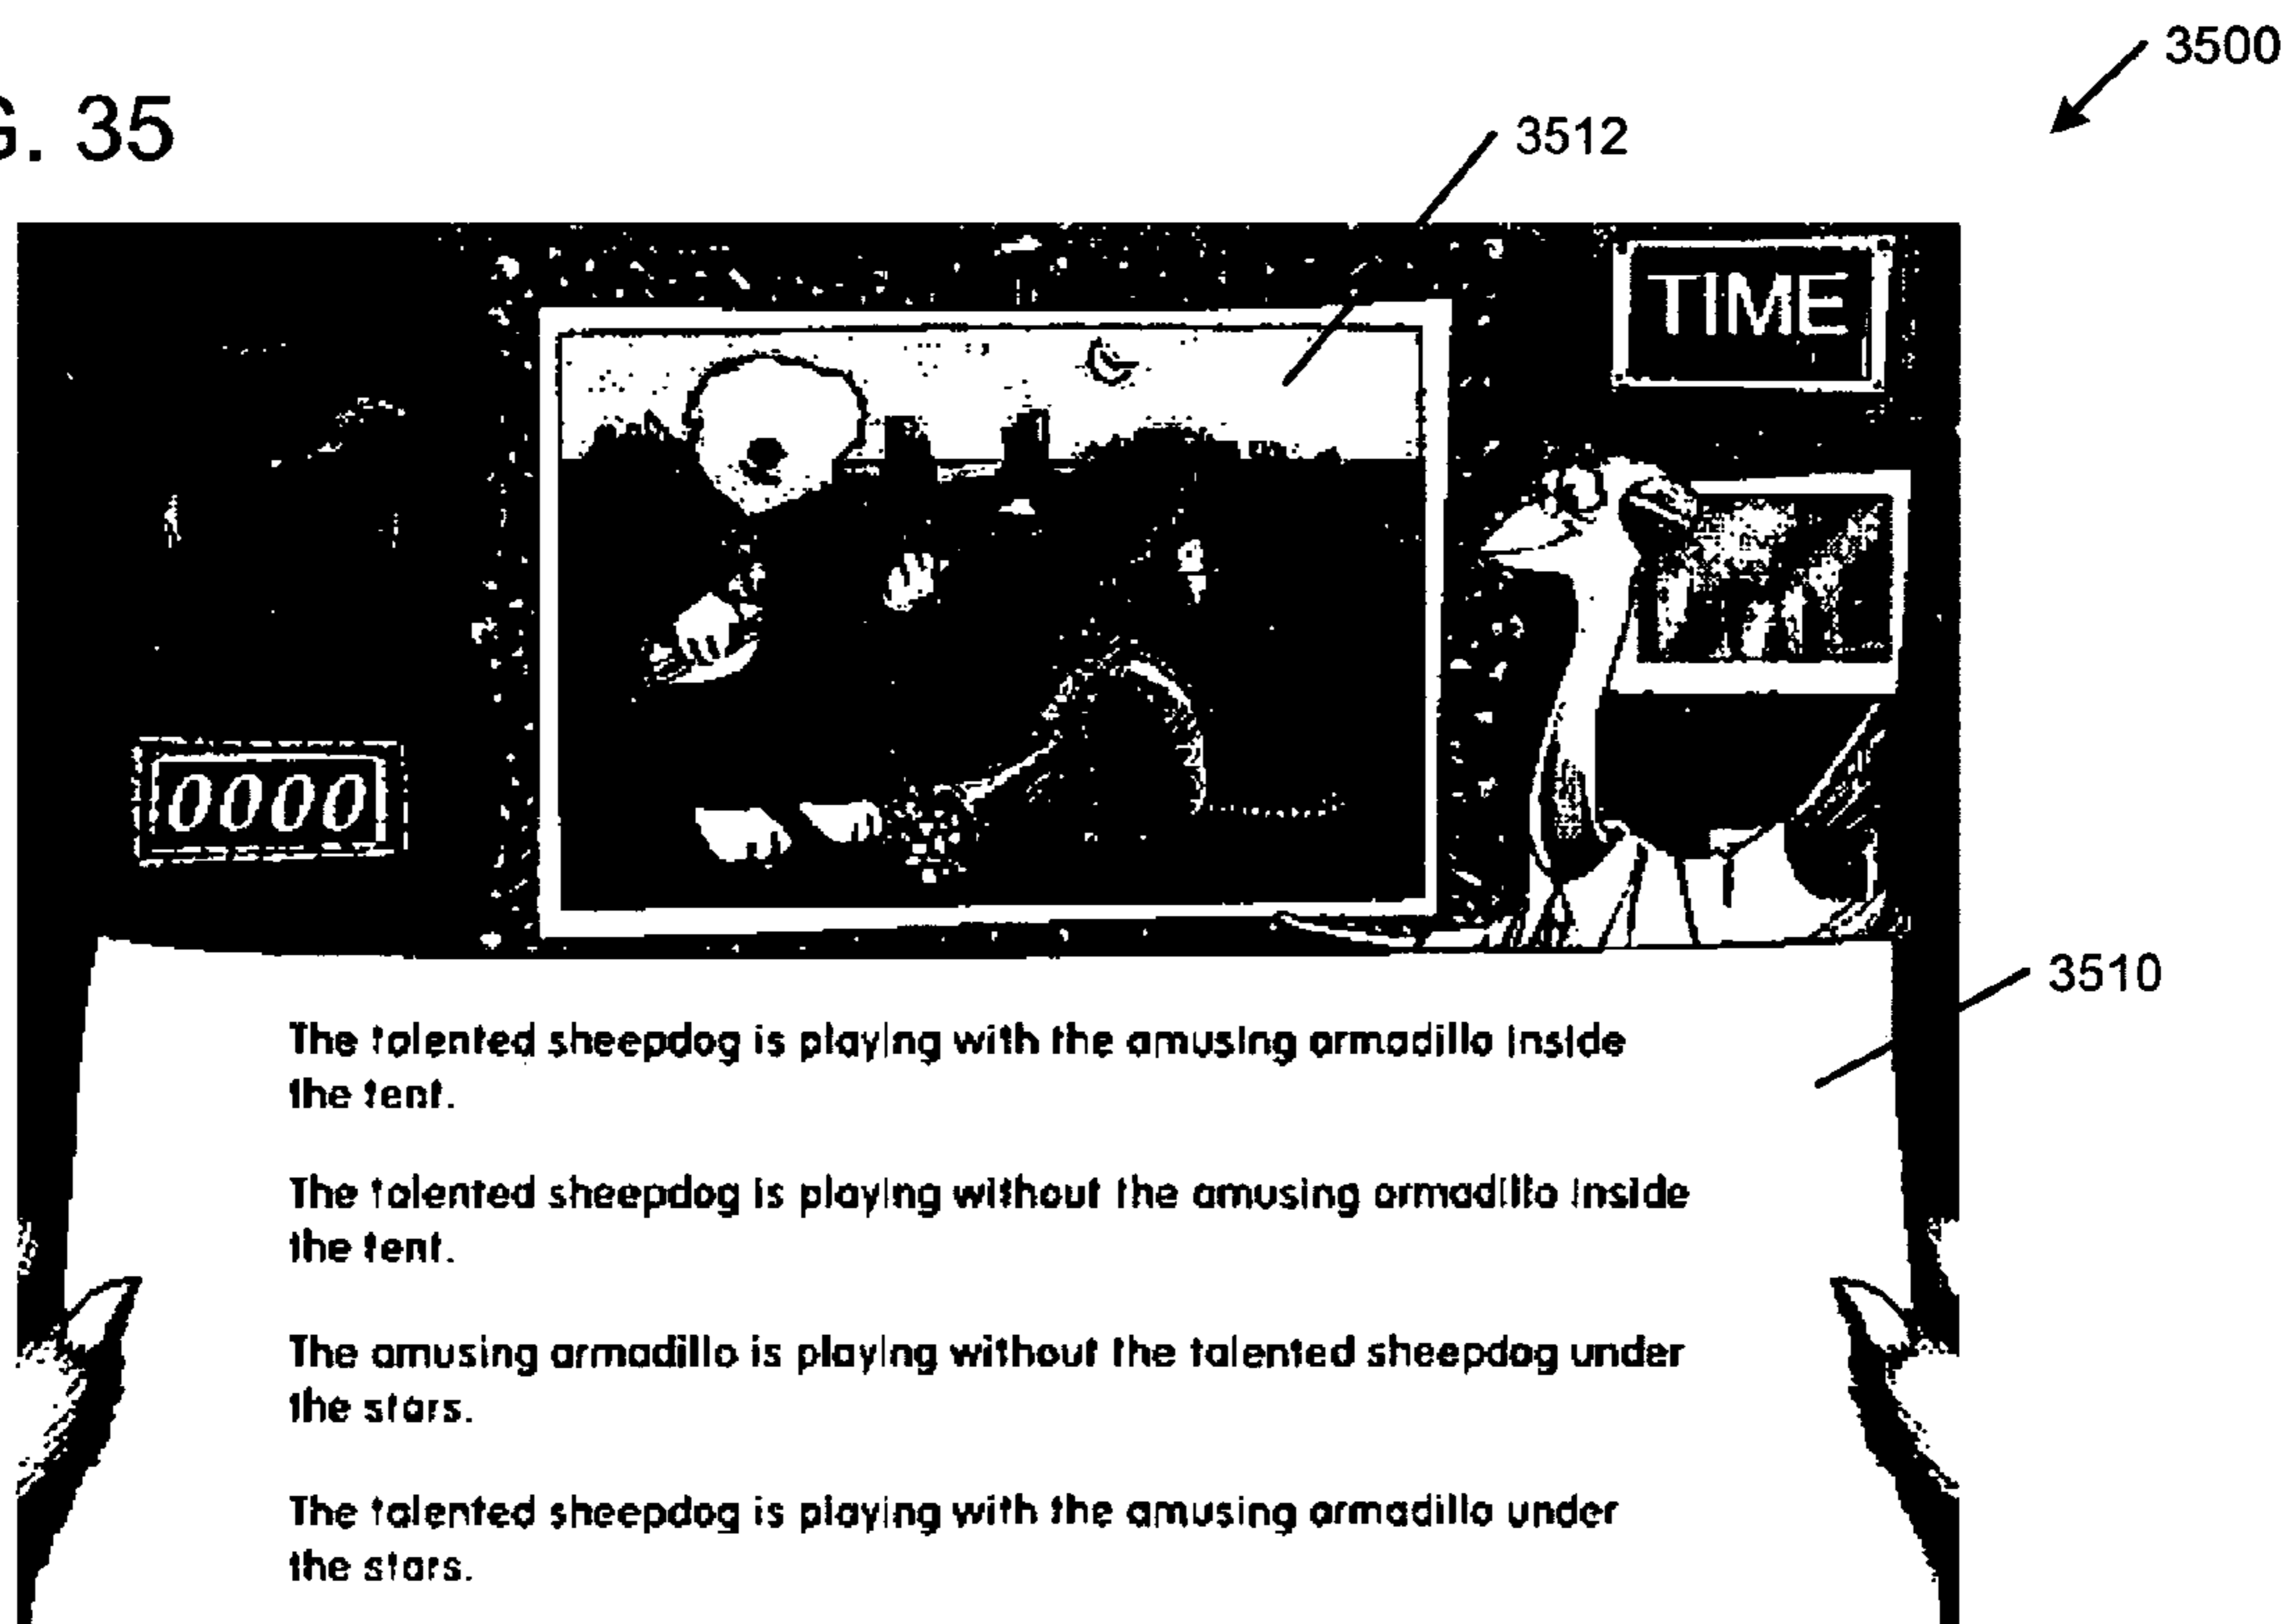 3500
G. 35
3512
TIME
0000
3510
The talented sheepdog is playing with the amusing armadillo inside
the tent.
The talented sheepdog is playing without the amusing armadillo inside
the tent.
The amusing armadillo is playing without the talented sheepdog under
the stars.
The talented sheepdog is playing with the amusing armadillo under
the stars.